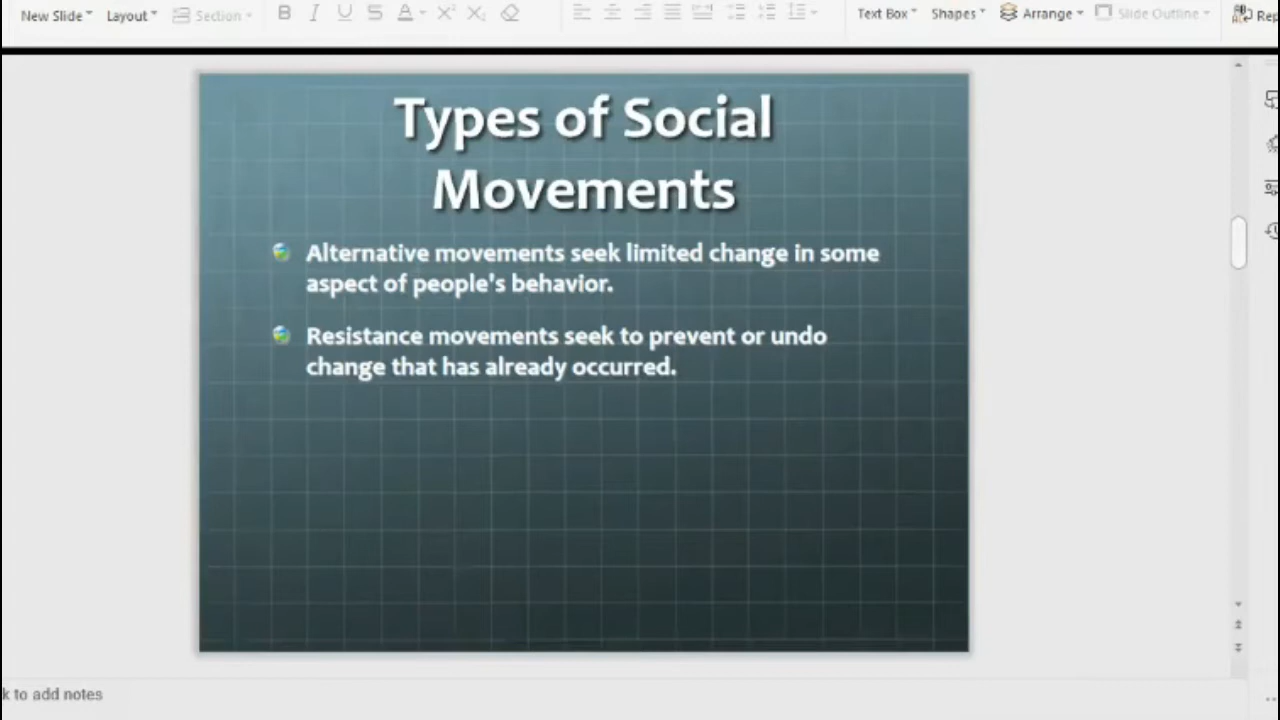 New Slide Layout Section B I U S A X² X₂ Text Box Shapes Arrange Slide Outline
Types of Social
Movements
Alternative movements seek limited change in some
aspect of people's behavior.
Resistance movements seek to prevent or undo
change that has already occurred.
k to add notes